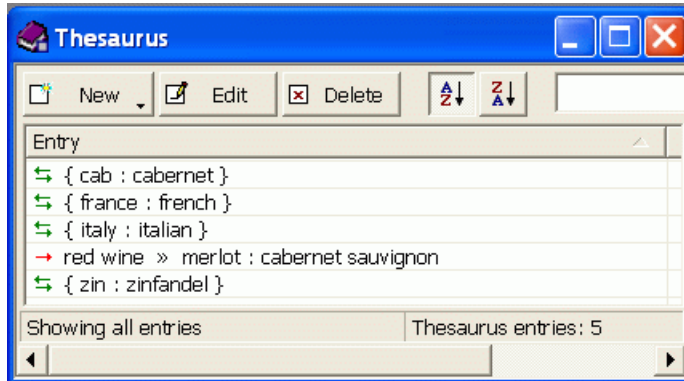 Thesaurus
New Edit Delete A Z Z A
Entry
{ cab : cabernet }
{ france : french }
{ italy : italian }
→ red wine » merlot : cabernet sauvignon
{ zin : zinfandel }
Showing all entries Thesaurus entries: 5